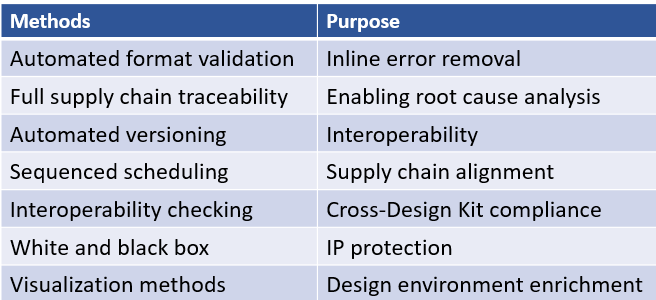 Methods Purpose
Automated format validation Inline error removal
Full supply chain traceability Enabling root cause analysis
Automated versioning Interoperability
Sequenced scheduling Supply chain alignment
Interoperability checking Cross-Design Kit compliance
White and black box IP protection
Visualization methods Design environment enrichment